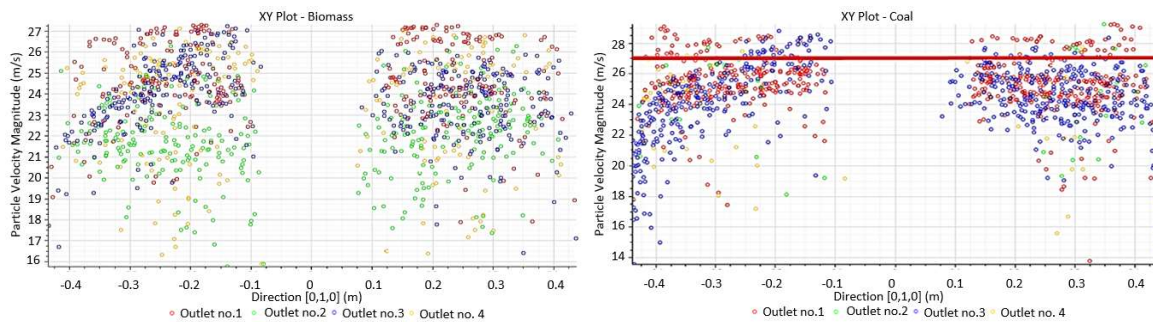 XY Plot - Biomass
Particle Velocity Magnitude (m/s)
27
26
25
24
23
22
21
20
19
18
17
16
-0.4 -0.3 -0.2 -0.1 0 0.1 0.2 0.3 0.4
Direction [0,1,0] (m)
Outlet no.1 Outlet no.2 Outlet no.3 Outlet no. 4
XY Plot - Coal
Particle Velocity Magnitude (m/s)
28
26
24
22
20
18
16
14
-0.4 -0.3 -0.2 -0.1 0 0.1 0.2 0.3 0.4
Direction [0,1,0] (m)
Outlet no.1 Outlet no.2 Outlet no.3 Outlet no. 4